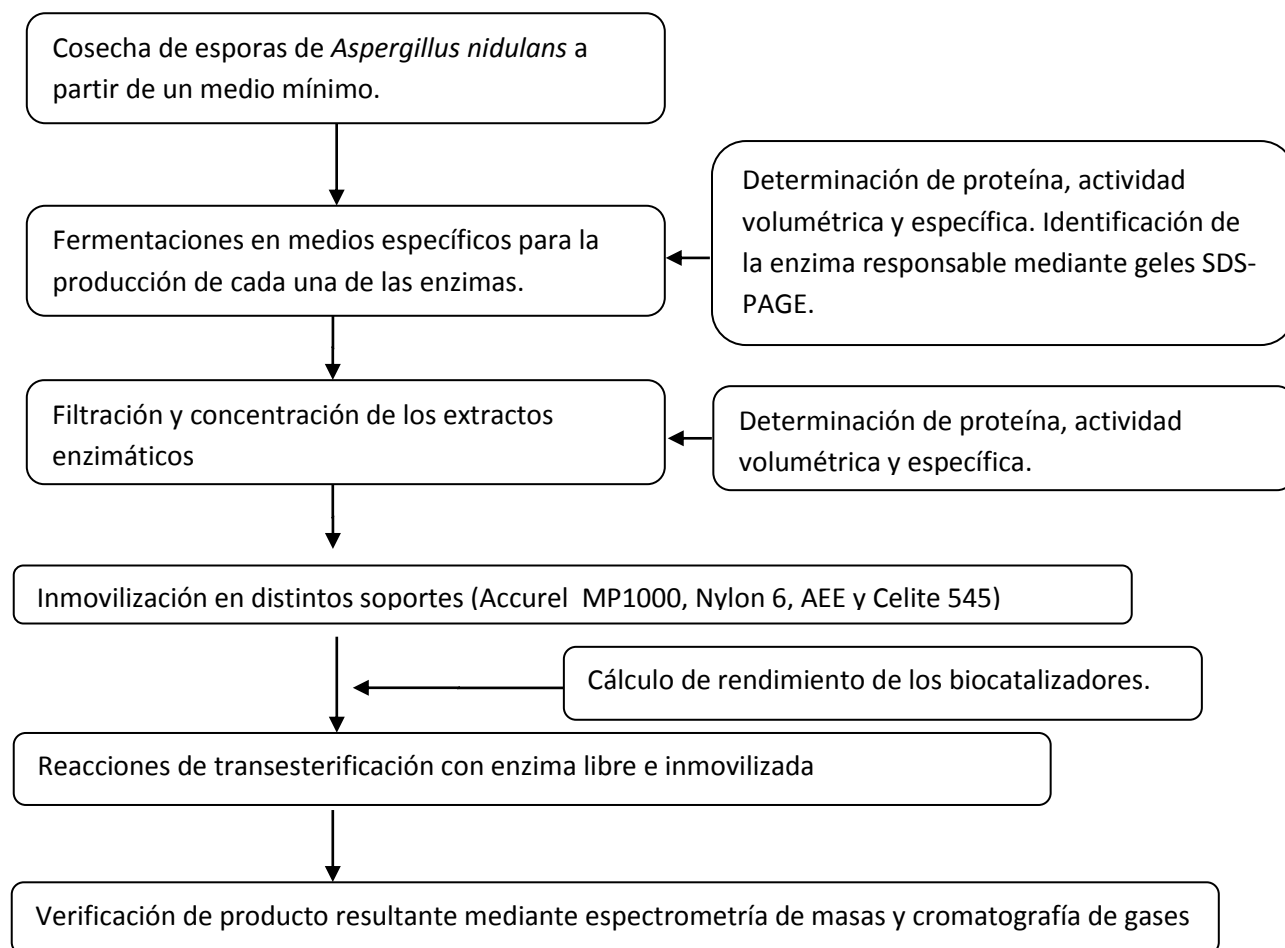 Cosecha de esporas de Aspergillus nidulans a
partir de un medio mínimo.
Determinación de proteína, actividad
volumétrica y específica. Identificación de
la enzima responsable mediante geles SDS-
PAGE.
Fermentaciones en medios específicos para la
producción de cada una de las enzimas.
Filtración y concentración de los extractos
enzimáticos
Determinación de proteína, actividad
volumétrica y específica.
Inmovilización en distintos soportes (Accurel MP1000, Nylon 6, AEE y Celite 545)
Cálculo de rendimiento de los biocatalizadores.
Reacciones de transesterificación con enzima libre e inmovilizada
Verificación de producto resultante mediante espectrometría de masas y cromatografía de gases